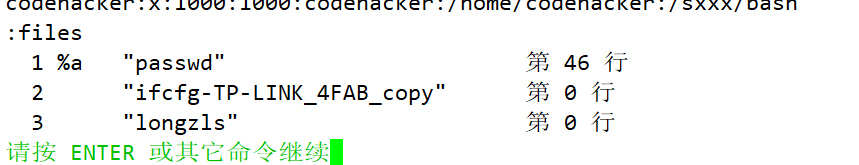 codehacker:x:1000:1000:codehacker:/home/codehacker:/sxxx/bash
:files
1 %a "passwd" 第 46 行
2 "ifcfg-TP-LINK_4FAB_copy" 第 0 行
3 "longzls" 第 0 行
请按 ENTER 或其它命令继续